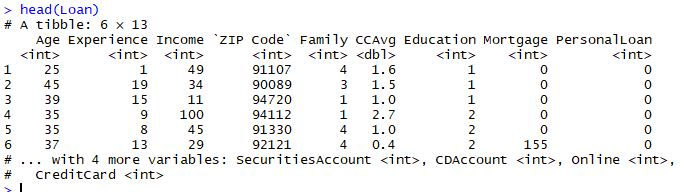 > head(Loan)
# A tibble: 6 × 13
Age Experience Income `ZIP Code` Family CCAvg Education Mortgage PersonalLoan
<int> <int> <int> <int> <int> <dbl> <int> <int> <int>
1 25 1 49 91107 4 1.6 1 0 0
2 45 19 34 90089 3 1.5 1 0 0
3 39 15 11 94720 1 1.0 1 0 0
4 35 9 100 94112 1 2.7 2 0 0
5 35 8 45 91330 4 1.0 2 0 0
6 37 13 29 92121 4 0.4 2 155 0
# ... with 4 more variables: SecuritiesAccount <int>, CDAccount <int>, Online <int>,
# CreditCard <int>
>